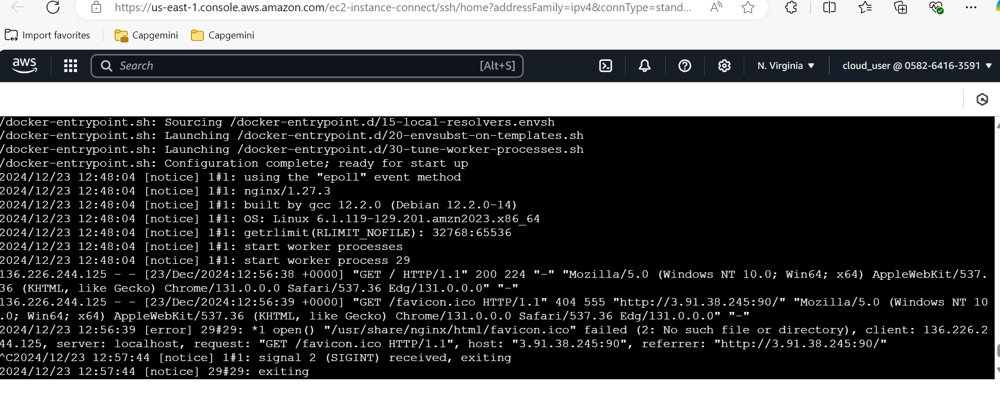 https://us-east-1.console.aws.amazon.com/ec2-instance-connect/ssh/home?addressFamily=ipv4&connType=stand...
Import favorites Capgemini Capgemini
aws Search [Alt+S] N. Virginia cloud_user @ 0582-6416-3591
/docker-entrypoint.sh: Sourcing /docker-entrypoint.d/15-local-resolvers.envsh
/docker-entrypoint.sh: Launching /docker-entrypoint.d/20-envsubst-on-templates.sh
/docker-entrypoint.sh: Launching /docker-entrypoint.d/30-tune-worker-processes.sh
/docker-entrypoint.sh: Configuration complete; ready for start up
2024/12/23 12:48:04 [notice] 1#1: using the "epoll" event method
2024/12/23 12:48:04 [notice] 1#1: nginx/1.27.3
2024/12/23 12:48:04 [notice] 1#1: built by gcc 12.2.0 (Debian 12.2.0-14)
2024/12/23 12:48:04 [notice] 1#1: OS: Linux 6.1.119-129.201.amzn2023.x86_64
2024/12/23 12:48:04 [notice] 1#1: getrlimit(RLIMIT_NOFILE): 32768:65536
2024/12/23 12:48:04 [notice] 1#1: start worker processes
2024/12/23 12:48:04 [notice] 1#1: start worker process 29
136.226.244.125 - - [23/Dec/2024:12:56:38 +0000] "GET / HTTP/1.1" 200 224 "-" "Mozilla/5.0 (Windows NT 10.0; Win64; x64) AppleWebKit/537.
36 (KHTML, like Gecko) Chrome/131.0.0.0 Safari/537.36 Edg/131.0.0.0" "-"
136.226.244.125 - - [23/Dec/2024:12:56:39 +0000] "GET /favicon.ico HTTP/1.1" 404 555 "http://3.91.38.245:90/" "Mozilla/5.0 (Windows NT 10
.0; Win64; x64) AppleWebKit/537.36 (KHTML, like Gecko) Chrome/131.0.0.0 Safari/537.36 Edg/131.0.0.0" "-"
2024/12/23 12:56:39 [error] 29#29: *1 open() "/usr/share/nginx/html/favicon.ico" failed (2: No such file or directory), client: 136.226.2
44.125, server: localhost, request: "GET /favicon.ico HTTP/1.1", host: "3.91.38.245:90", referrer: "http://3.91.38.245:90/"
^C2024/12/23 12:57:44 [notice] 1#1: signal 2 (SIGINT) received, exiting
2024/12/23 12:57:44 [notice] 29#29: exiting